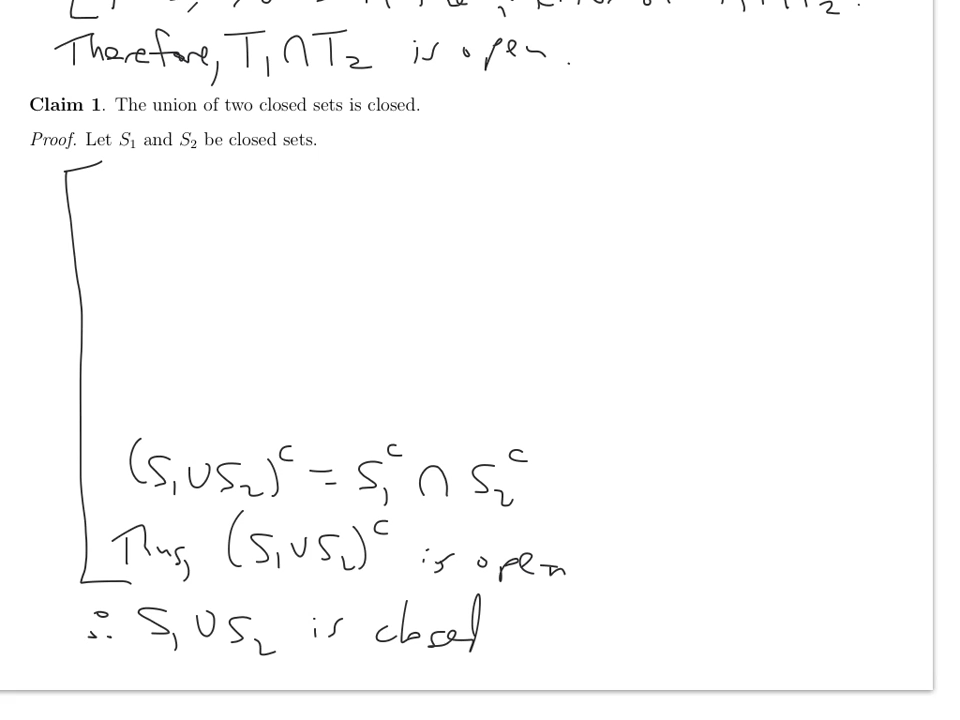 Therefore, T₁∩T₂ is open.
Claim 1. The union of two closed sets is closed.
Proof. Let S₁ and S₂ be closed sets.
(S₁∪S₂)ᶜ = S₁ᶜ ∩ S₂ᶜ
Thus, (S₁∪S₂)ᶜ is open
∴ S₁∪S₂ is closed